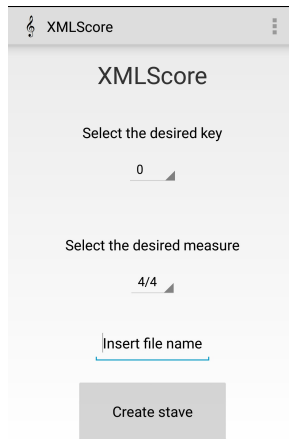 XMLScore
XMLScore
Select the desired key
0
Select the desired measure
4/4
Insert file name
Create stave